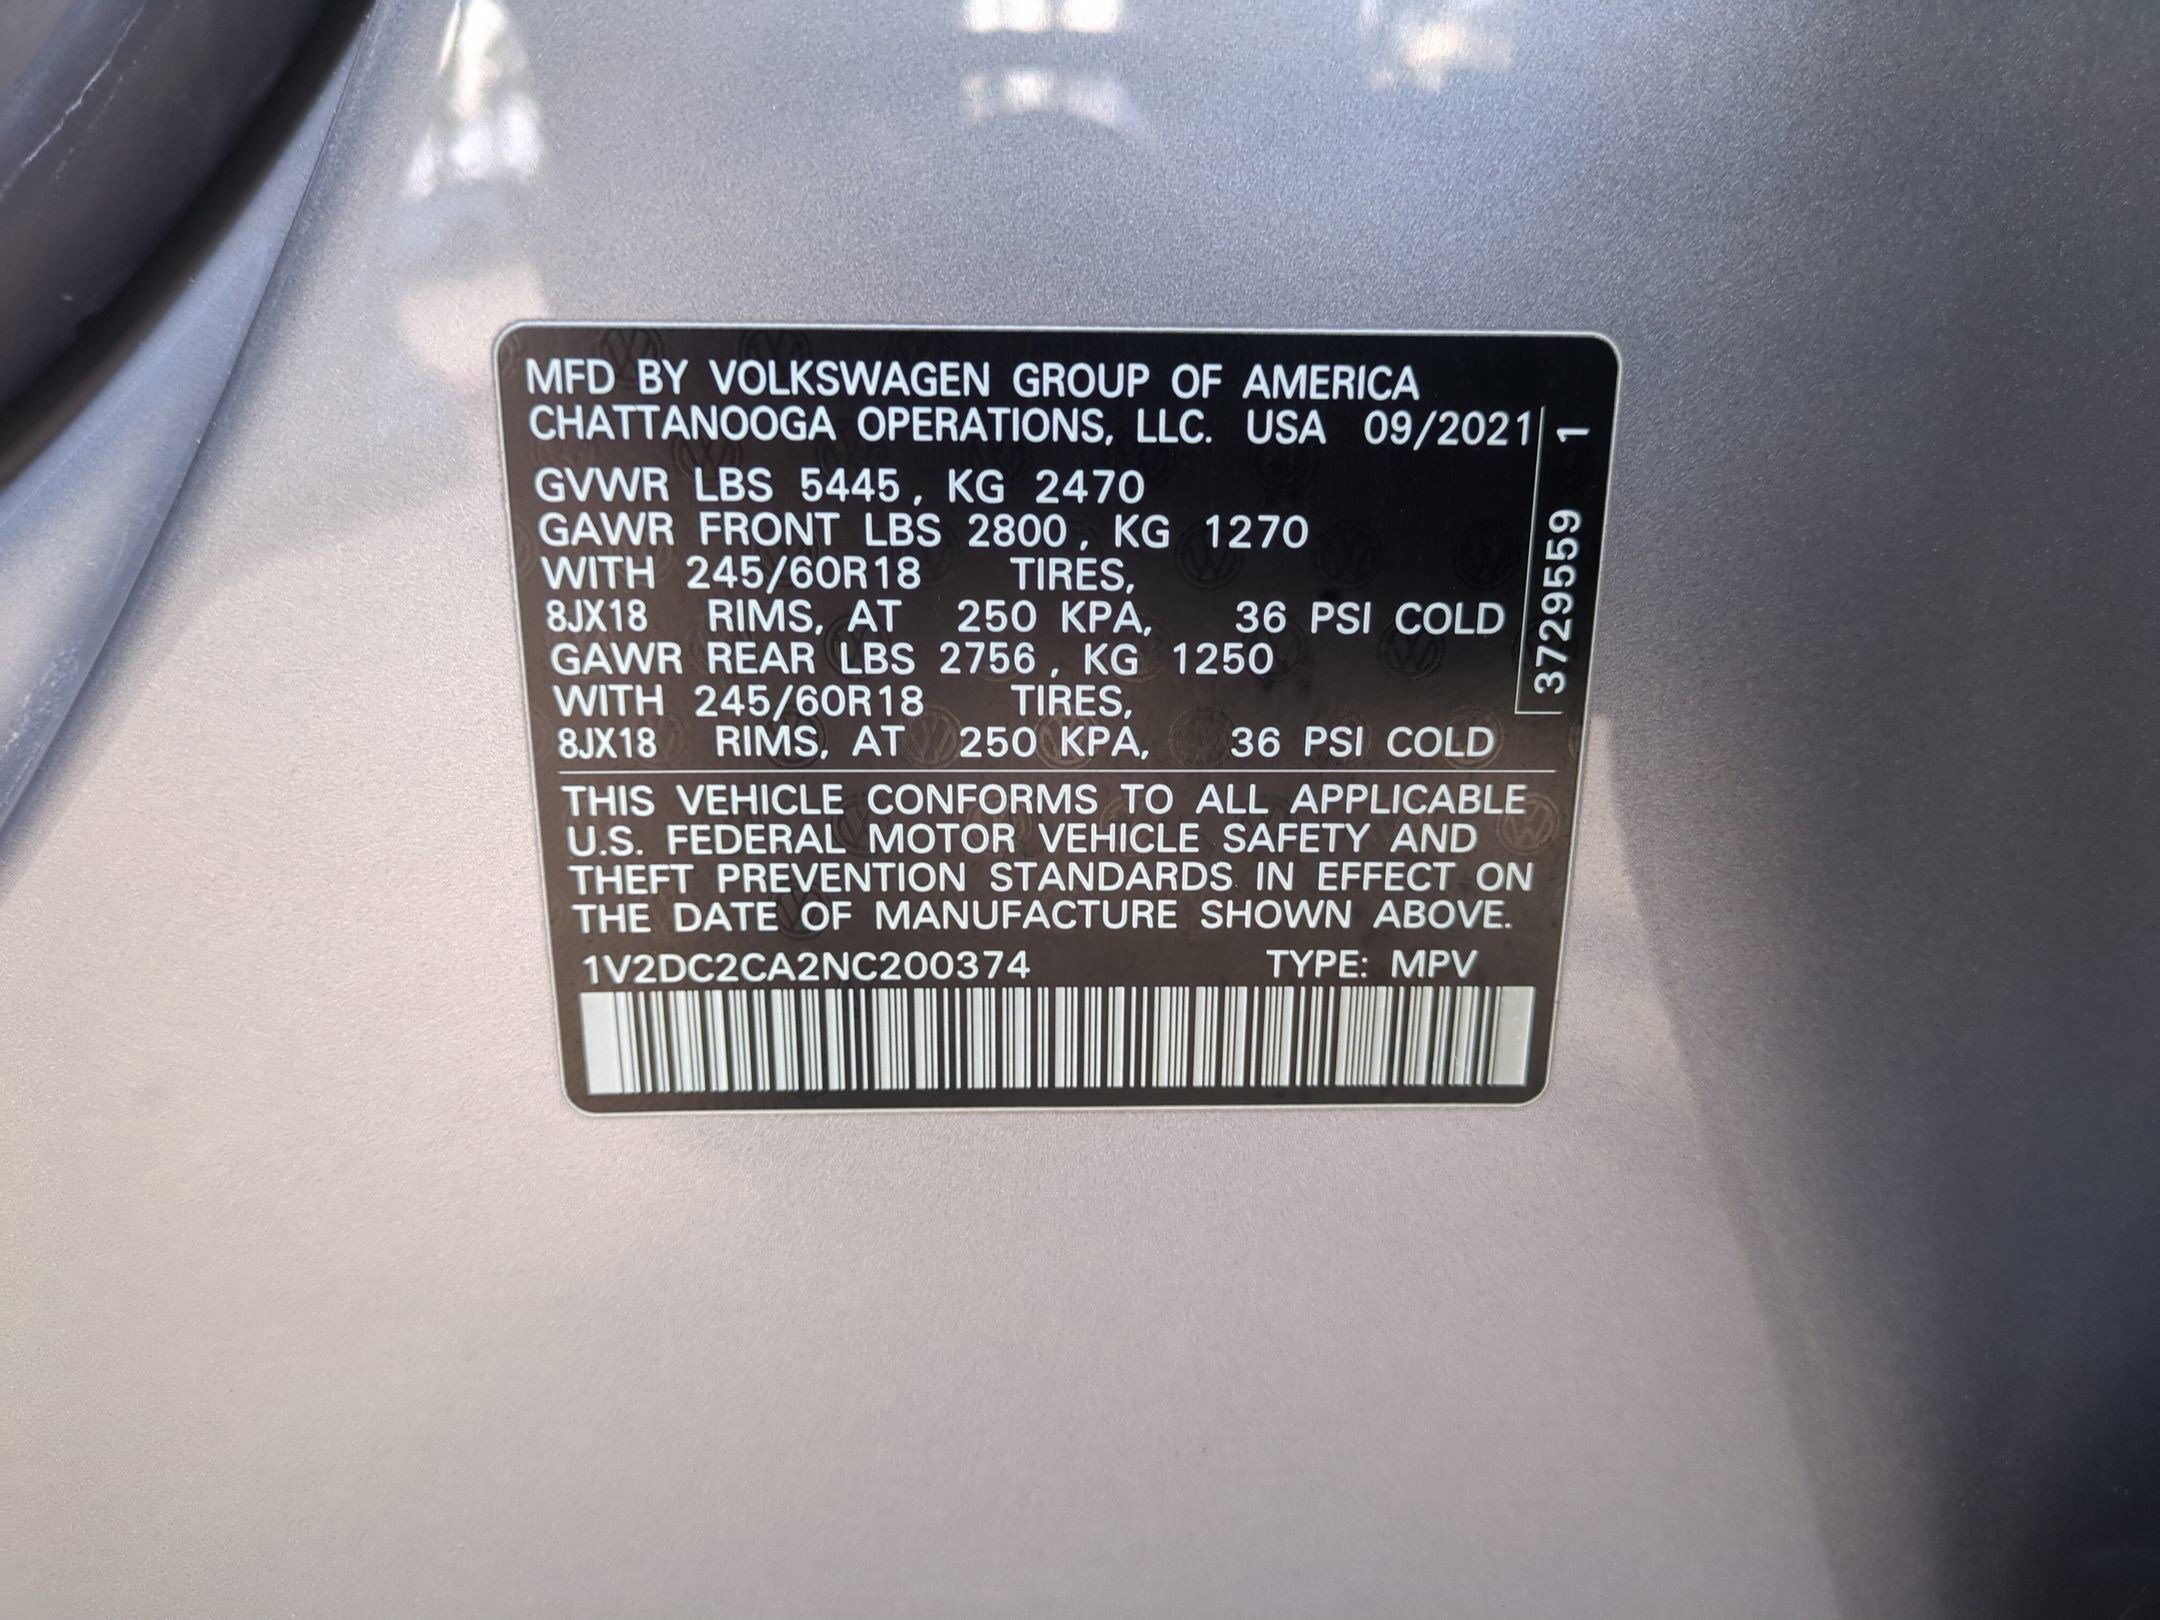 MFD BY VOLKSWAGEN GROUP OF AMERICA
CHATTANOOGA OPERATIONS, LLC. USA 09/2021
GVWR LBS 5445, KG 2470
GAWR FRONT LBS 2800, KG 1270
WITH 245/60R18 TIRES,
8JX18 RIMS, AT 250 KPA, 36 PSI COLD
GAWR REAR LBS 2756, KG 1250
WITH 245/60R18 TIRES,
8JX18 RIMS, AT 250 KPA, 36 PSI COLD
3729559 1
THIS VEHICLE CONFORMS TO ALL APPLICABLE
U.S. FEDERAL MOTOR VEHICLE SAFETY AND
THEFT PREVENTION STANDARDS IN EFFECT ON
THE DATE OF MANUFACTURE SHOWN ABOVE.
1V2DC2CA2NC200374 TYPE: MPV